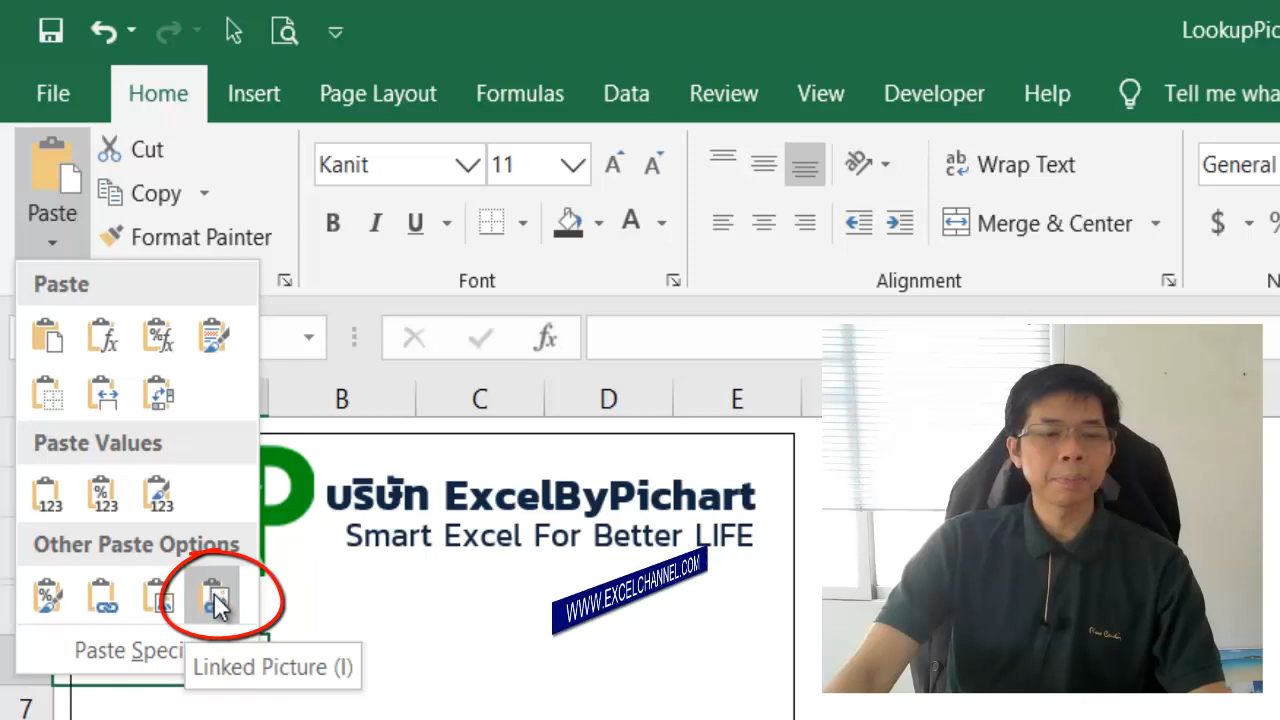 LookupPic
File Home Insert Page Layout Formulas Data Review View Developer Help Tell me wha
Cut
Copy
Format Painter
Paste
Kanit 11
B I U A
Wrap Text
Merge & Center
General
$ %
Font
Alignment
N
Paste
Paste Values
Other Paste Options
Paste Speci
Linked Picture (I)
fx
B C D E
7
P
บริษัท ExcelByPichart
Smart Excel For Better LIFE
WWW.EXCELCHANNEL.COM